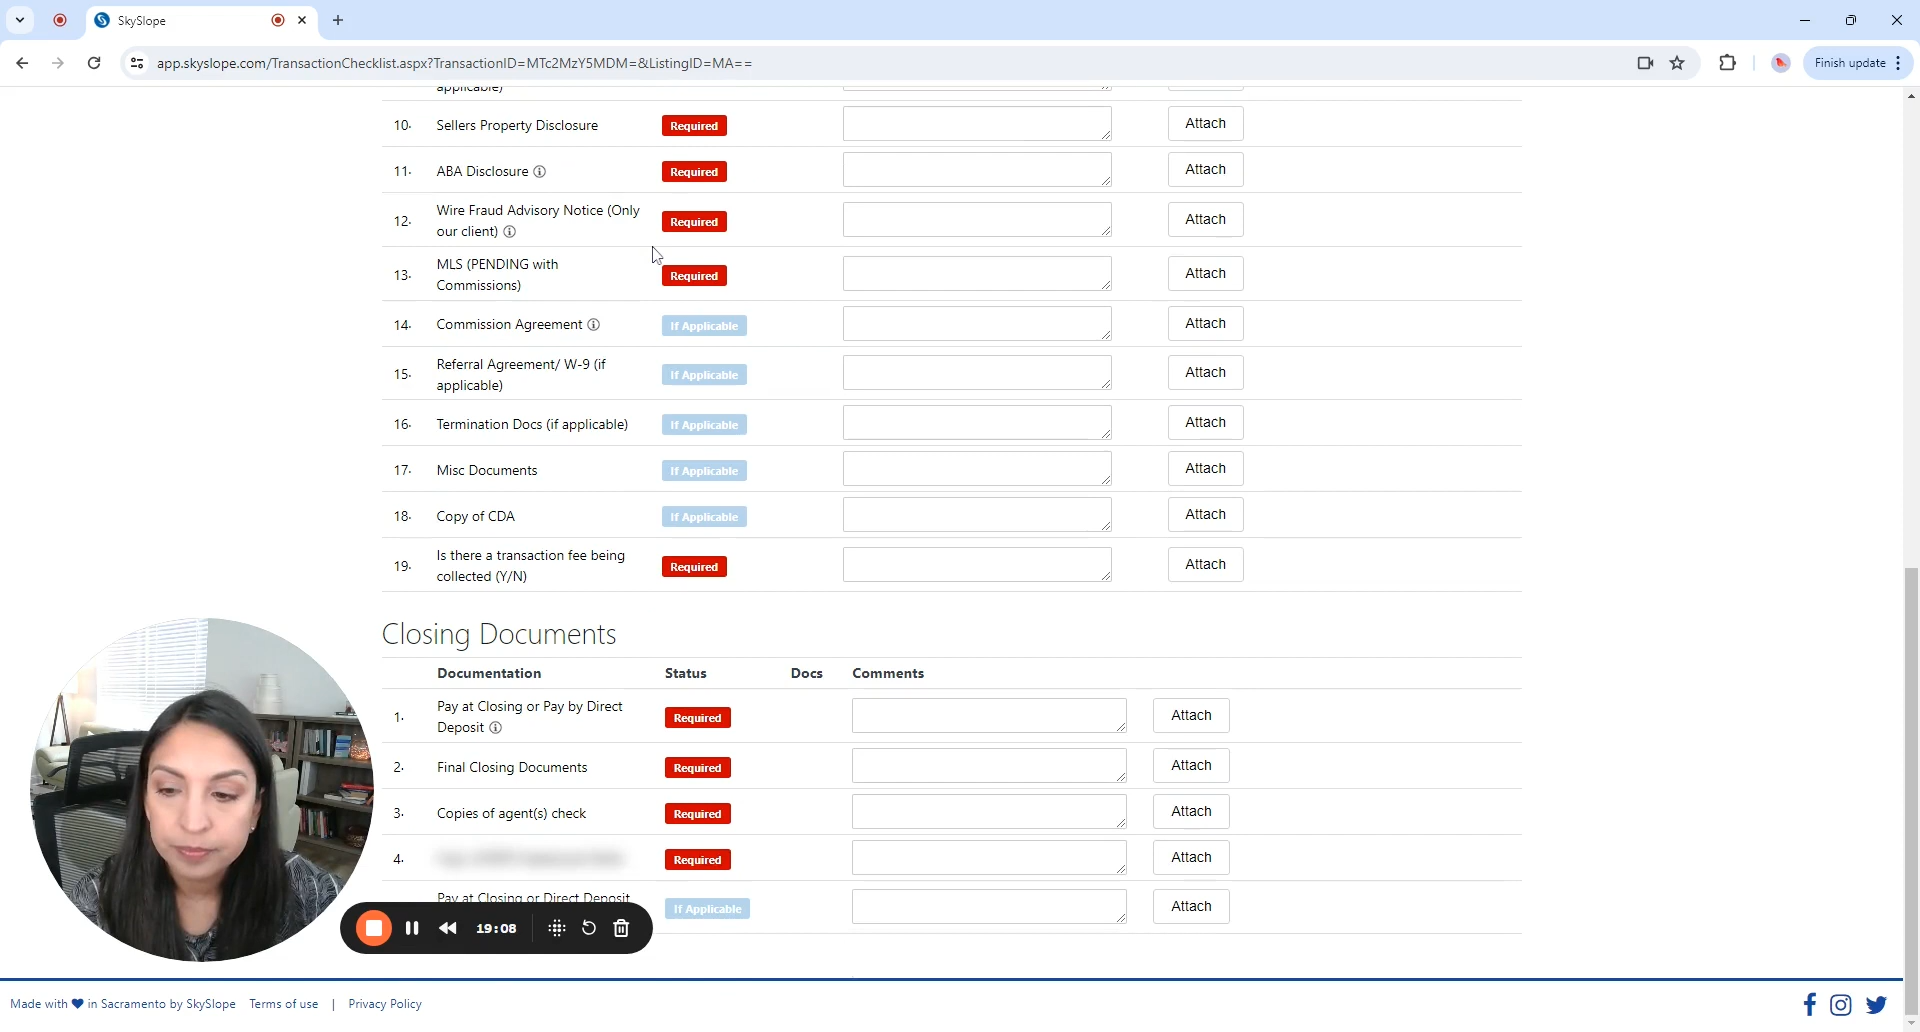 SkySlope
app.skyslope.com/TransactionChecklist.aspx?TransactionID=MTc2MzY5MDM=&ListingID=MA==
Finish update
applicable)
10. Sellers Property Disclosure Required Attach
11. ABA Disclosure Required Attach
12. Wire Fraud Advisory Notice (Only
our client) Required Attach
13. MLS (PENDING with
Commissions) Required Attach
14. Commission Agreement If Applicable Attach
15. Referral Agreement/ W-9 (if
applicable) If Applicable Attach
16. Termination Docs (if applicable) If Applicable Attach
17. Misc Documents If Applicable Attach
18. Copy of CDA If Applicable Attach
19. Is there a transaction fee being
collected (Y/N) Required Attach
Closing Documents
Documentation Status Docs Comments
1. Pay at Closing or Pay by Direct
Deposit Required Attach
2. Final Closing Documents Required Attach
3. Copies of agent(s) check Required Attach
4. Required Attach
Pay at Closing or Direct Deposit If Applicable Attach
19:08
Made with in Sacramento by SkySlope Terms of use | Privacy Policy